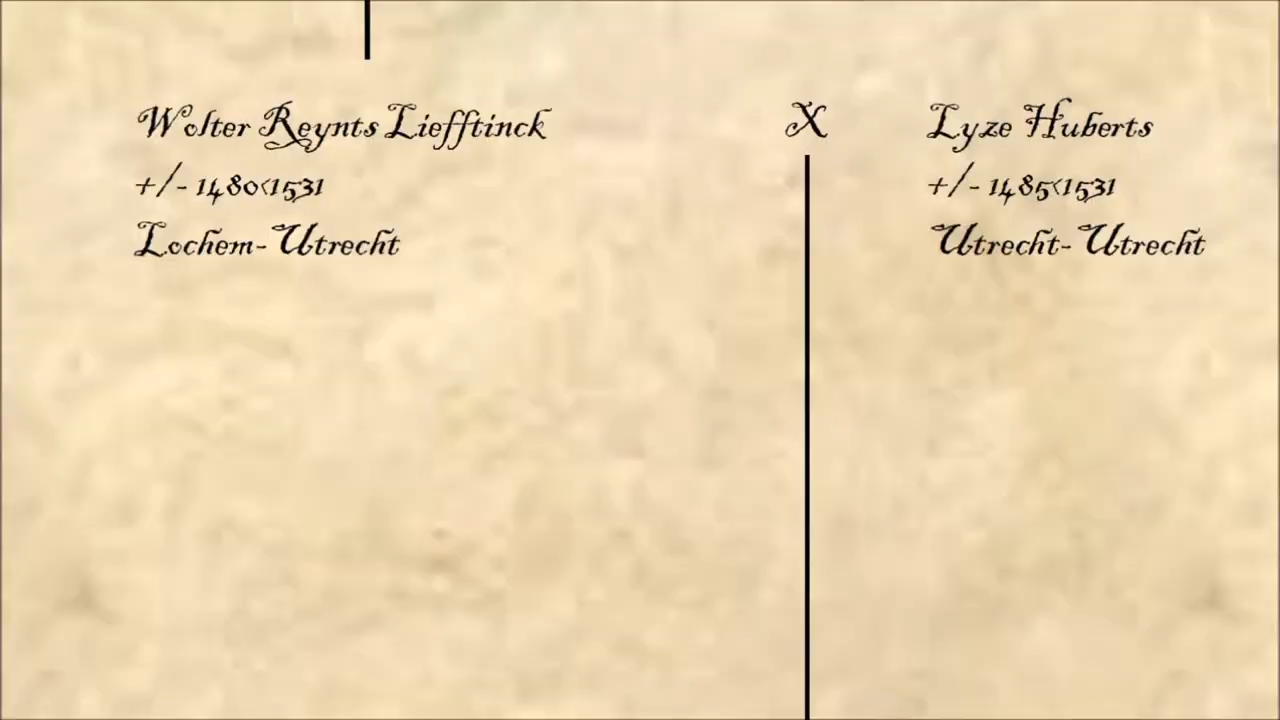 Wolter Reynts Liefftinck X Lyze Huberts
+/- 1480<1531 +/- 1485<1531
Lochem-Utrecht Utrecht-Utrecht